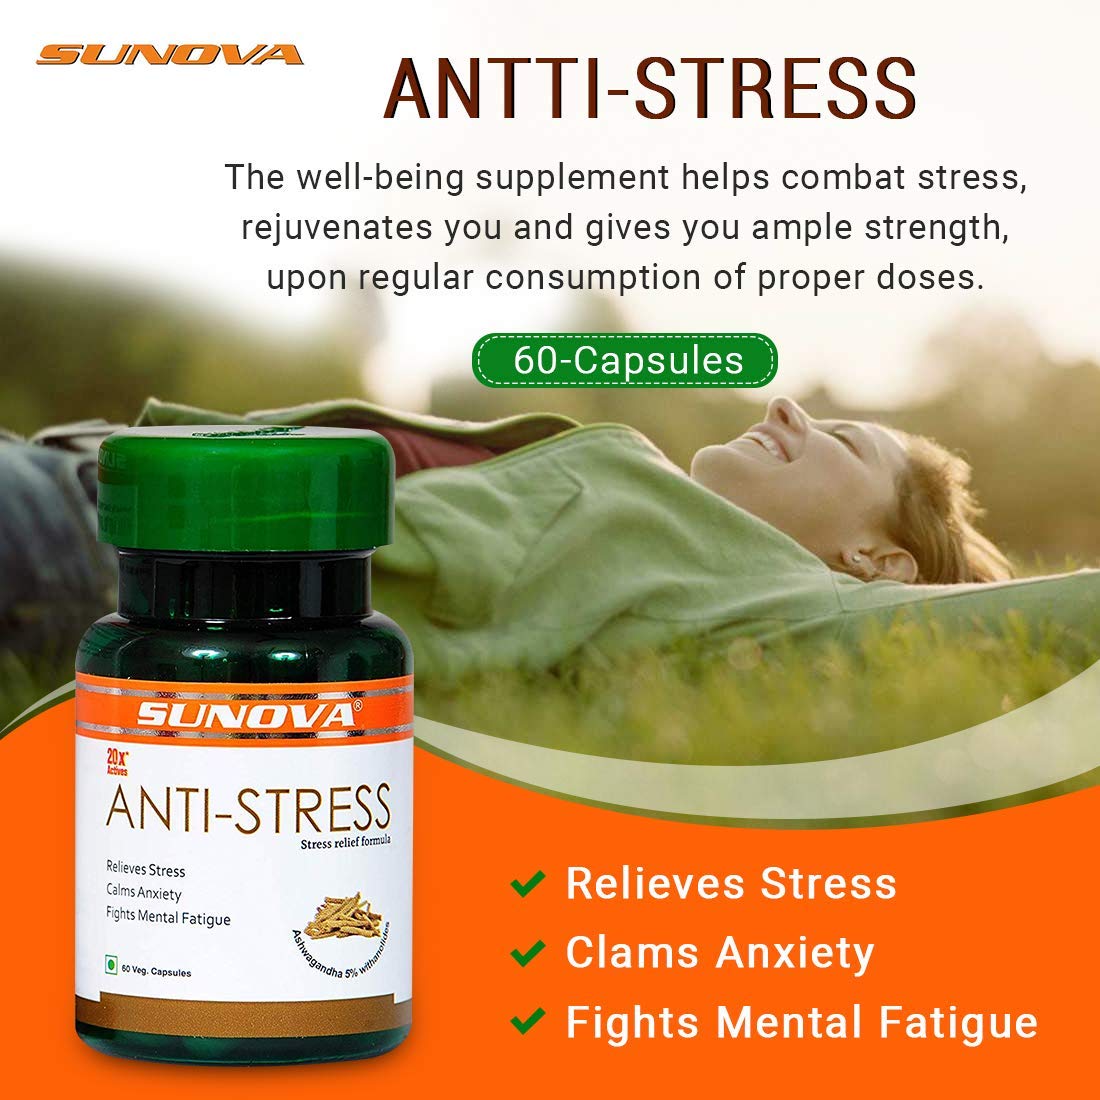 SUNOVA
ANTTI-STRESS
The well-being supplement helps combat stress,
rejuvenates you and gives you ample strength,
upon regular consumption of proper doses.
60-Capsules
SUNOVA®
20X*
Actives
ANTI-STRESS
Stress relief formula
Relieves Stress
Calms Anxiety
Fights Mental Fatigue
Ashwagandha 5% withanolides
60 Veg. Capsules
Relieves Stress
Clams Anxiety
Fights Mental Fatigue